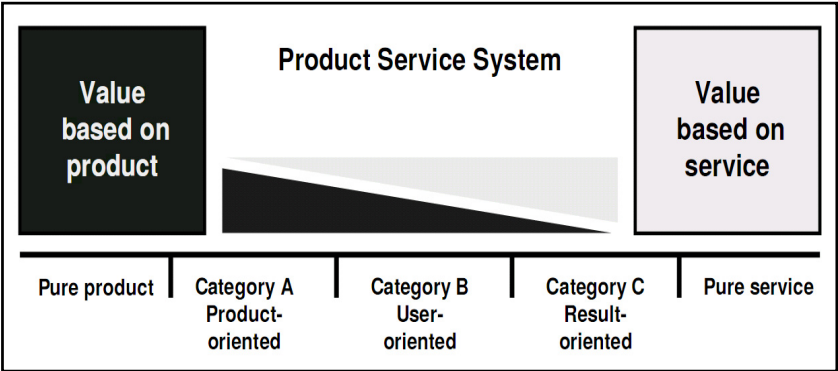 Value
based on
product
Product Service System
Value
based on
service
Pure product
Category A
Product-
oriented
Category B
User-
oriented
Category C
Result-
oriented
Pure service